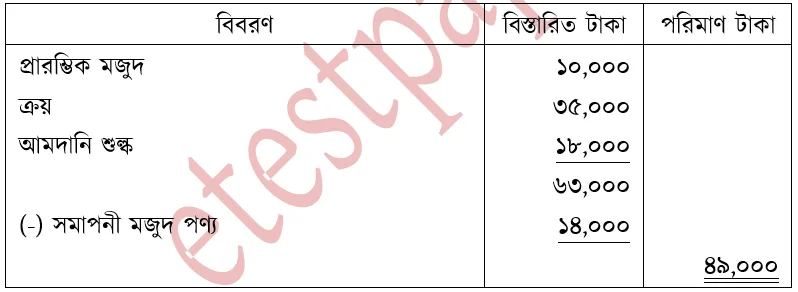 বিবরণ বিস্তারিত টাকা পরিমাণ টাকা
প্রারম্ভিক মজুদ ১০,০০০
ক্রয় ৩৫,০০০
আমদানি শুল্ক ১৮,০০০
৬৩,০০০
(-) সমাপনী মজুদ পণ্য ১৪,০০০
৪৯,০০০
etestpap